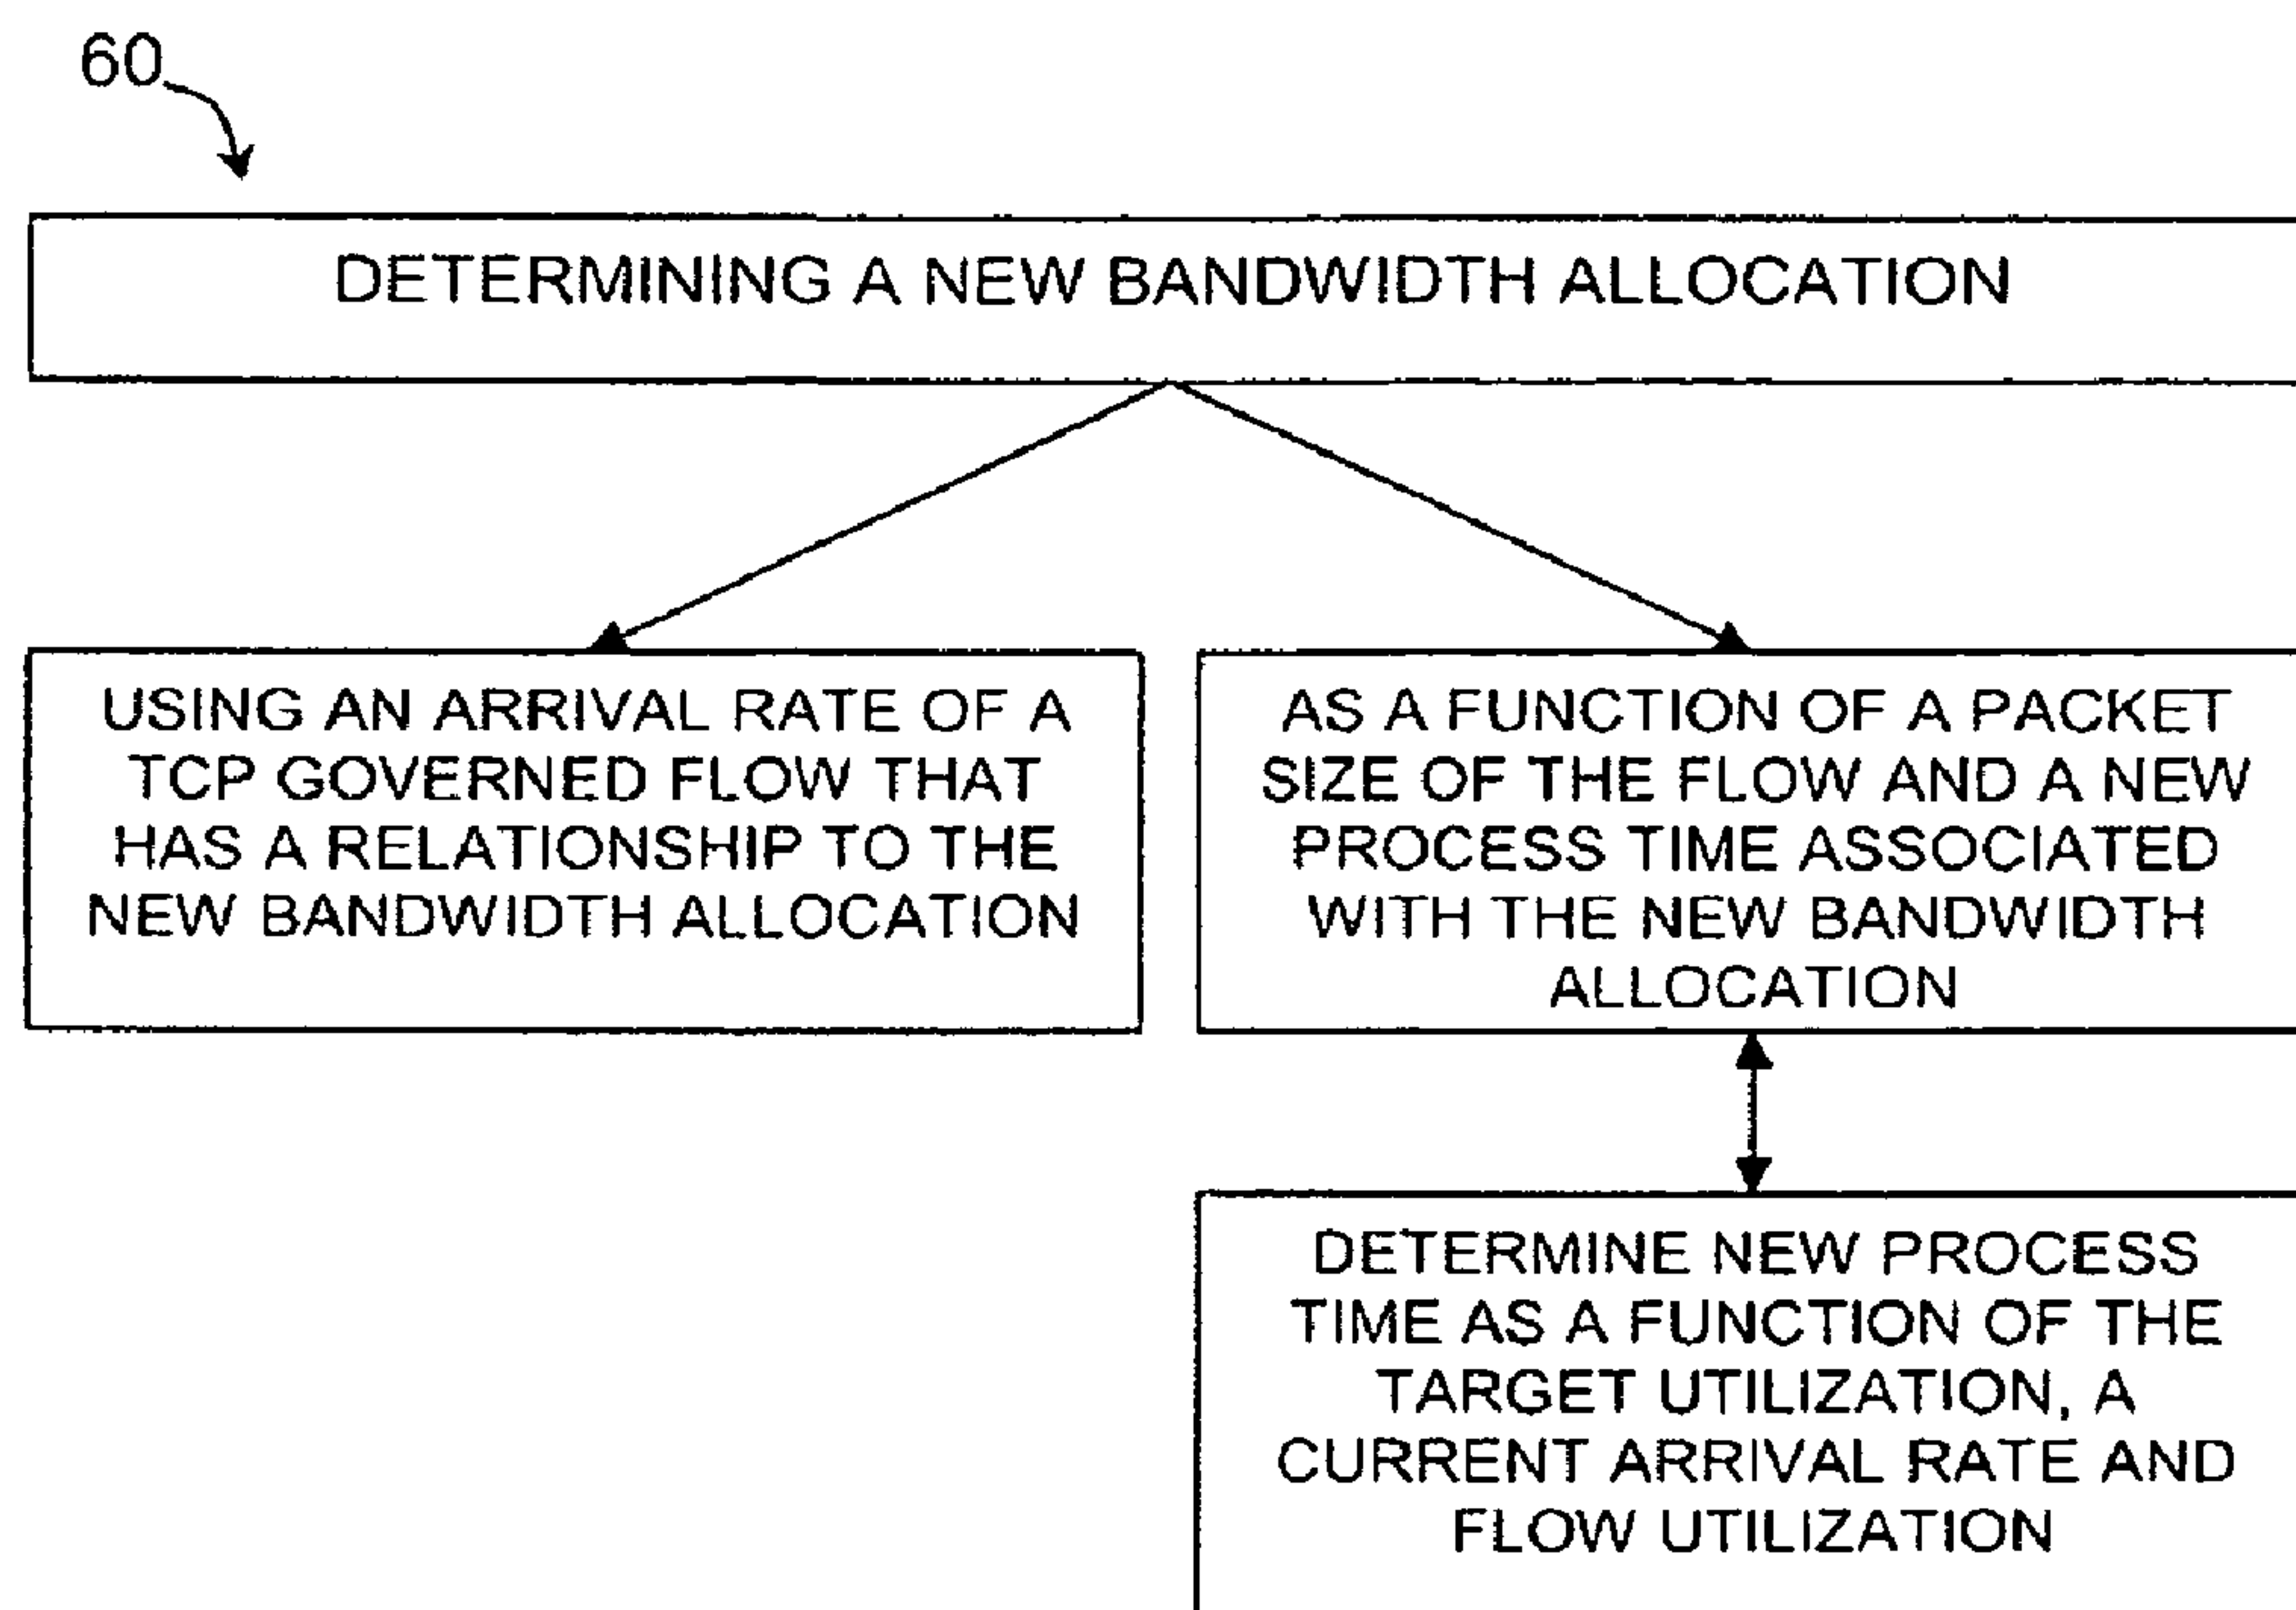 60
DETERMINING A NEW BANDWIDTH ALLOCATION
USING AN ARRIVAL RATE OF A
TCP GOVERNED FLOW THAT
HAS A RELATIONSHIP TO THE
NEW BANDWIDTH ALLOCATION
AS A FUNCTION OF A PACKET
SIZE OF THE FLOW AND A NEW
PROCESS TIME ASSOCIATED
WITH THE NEW BANDWIDTH
ALLOCATION
DETERMINE NEW PROCESS
TIME AS A FUNCTION OF THE
TARGET UTILIZATION, A
CURRENT ARRIVAL RATE AND
FLOW UTILIZATION